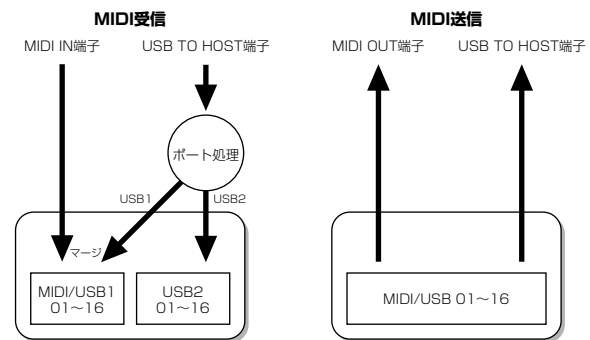 MIDI受信
MIDI IN端子
USB TO HOST端子
ポート処理
USB1
USB2
マージ
MIDI/USB1
01～16
USB2
01～16
MIDI送信
MIDI OUT端子
USB TO HOST端子
MIDI/USB 01～16